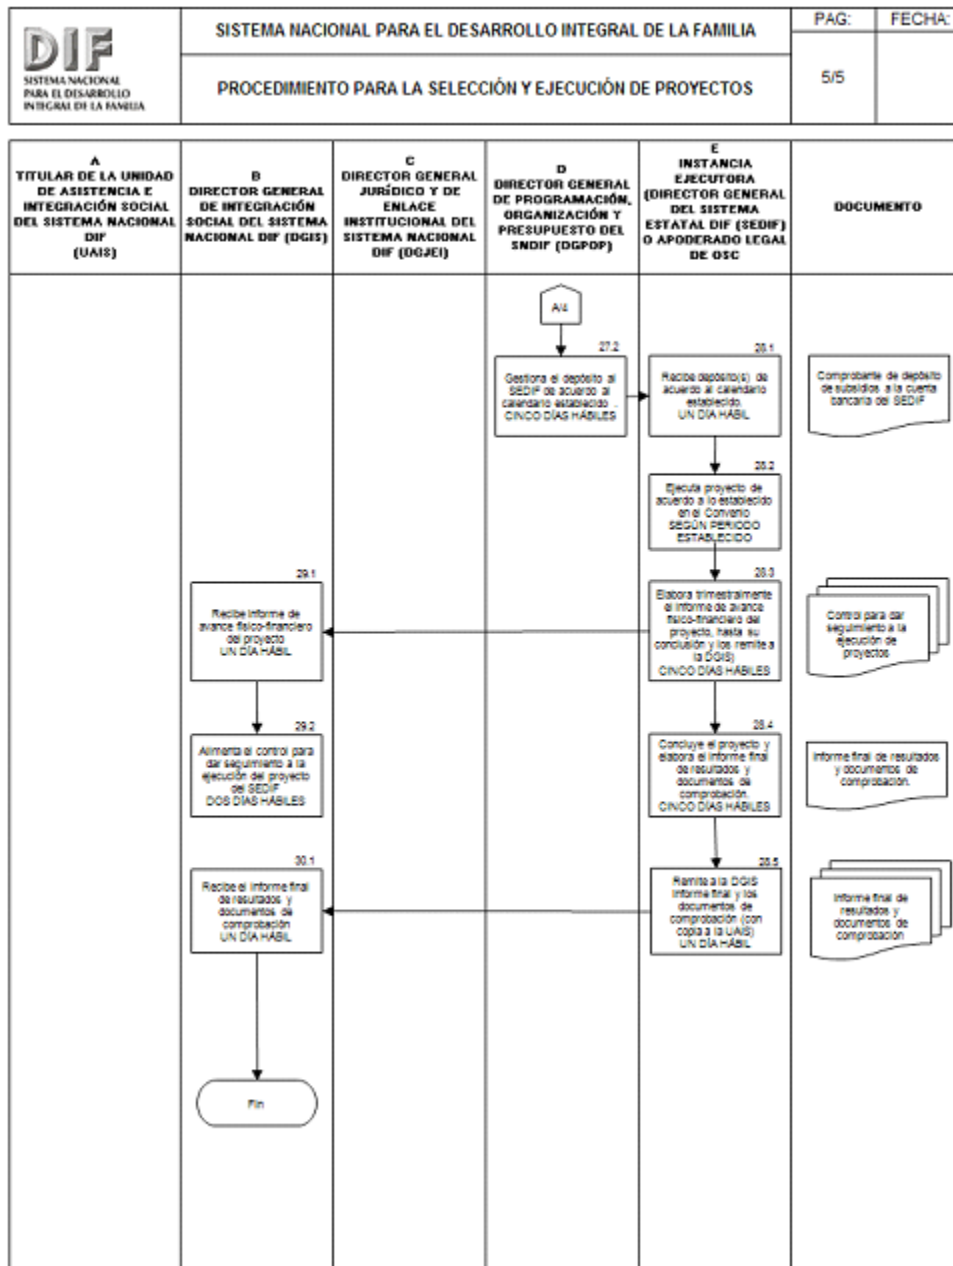 DIF
SISTEMA NACIONAL
PARA EL DESARROLLO
INTEGRAL DE LA FAMILIA
SISTEMA NACIONAL PARA EL DESARROLLO INTEGRAL DE LA FAMILIA
PROCEDIMIENTO PARA LA SELECCIÓN Y EJECUCIÓN DE PROYECTOS
PAG:
5/5
FECHA:
A
TITULAR DE LA UNIDAD
DE ASISTENCIA E
INTEGRACIÓN SOCIAL
DEL SISTEMA NACIONAL
DIF
(UAIS)
B
DIRECTOR GENERAL
DE INTEGRACIÓN
SOCIAL DEL SISTEMA
NACIONAL DIF (DGIS)
C
DIRECTOR GENERAL
JURÍDICO Y DE
ENLACE
INSTITUCIONAL DEL
SISTEMA NACIONAL
DIF (DGJEI)
D
DIRECTOR GENERAL
DE PROGRAMACIÓN,
ORGANIZACIÓN Y
PRESUPUESTO DEL
SNDIF (DGPOP)
E
INSTANCIA
EJECUTORA
(DIRECTOR GENERAL
DEL SISTEMA
ESTATAL DIF (SEDIF)
O APODERADO LEGAL
DE OSC
DOCUMENTO
A/4
27.2
Gestiona el depósito al
SEDIF de acuerdo al
calendario establecido .
CINCO DÍAS HÁBILES
28.1
Recibe depósito(s) de
acuerdo al calendario
establecido.
UN DÍA HÁBIL
Comprobante de depósito
de subsidios a la cuenta
bancaria del SEDIF
28.2
Ejecuta proyecto de
acuerdo a lo establecido
en el Convenio
SEGÚN PERIODO
ESTABLECIDO
29.1
Recibe informe de
avance físico-financiero
del proyecto
UN DÍA HÁBIL
28.3
Elabora trimestralmente
el informe de avance
físico-financiero del
proyecto, hasta su
conclusión y los remite a
la DGIS)
CINCO DÍAS HÁBILES
Control para dar
seguimiento a la
ejecución de
proyectos
29.2
Alimenta el control para
dar seguimiento a la
ejecución del proyecto
del SEDIF
DOS DÍAS HÁBILES
28.4
Concluye el proyecto y
elabora el informe final
de resultados y
documentos de
comprobación.
CINCO DÍAS HÁBILES
Informe final de resultados
y documentos de
comprobación.
30.1
Recibe el informe final
de resultados y
documentos de
comprobación
UN DÍA HÁBIL
28.5
Remite a la DGIS
Informe final y los
documentos de
comprobación (con
copia a la UAIS)
UN DÍA HÁBIL
Informe final de
resultados y
documentos de
comprobación
Fin